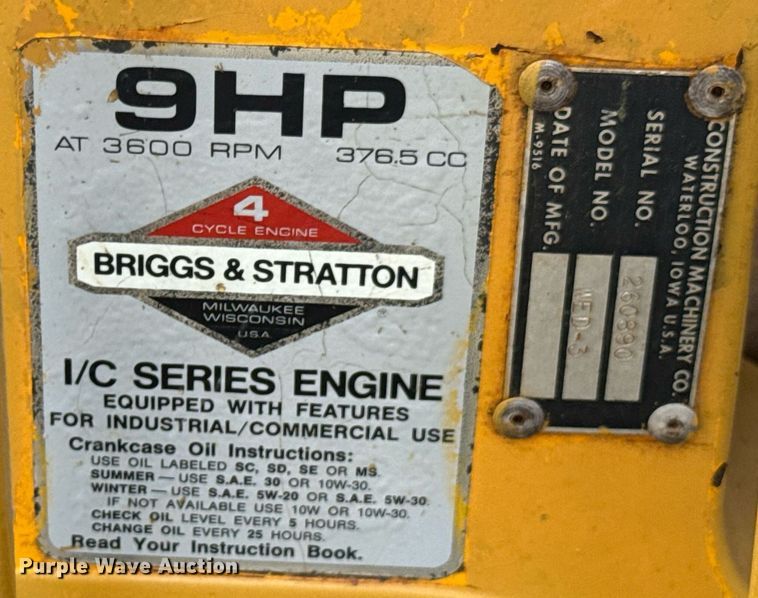 9HP
AT 3600 RPM 376.5 CC
4
CYCLE ENGINE
BRIGGS & STRATTON
MILWAUKEE
WISCONSIN
U.S.A.
I/C SERIES ENGINE
EQUIPPED WITH FEATURES
FOR INDUSTRIAL/COMMERCIAL USE
Crankcase Oil Instructions:
USE OIL LABELED SC, SD, SE OR MS.
SUMMER — USE S.A.E. 30 OR 10W-30.
WINTER — USE S.A.E. 5W-20 OR S.A.E. 5W-30.
IF NOT AVAILABLE USE 10W OR 10W-30.
CHECK OIL LEVEL EVERY 5 HOURS.
CHANGE OIL EVERY 25 HOURS.
Read Your Instruction Book.
CONSTRUCTION MACHINERY CO.
WATERLOO, IOWA U.S.A.
SERIAL NO. 260890
MODEL NO. WED-3
DATE OF MFG.
M-9516
Purple Wave Auction